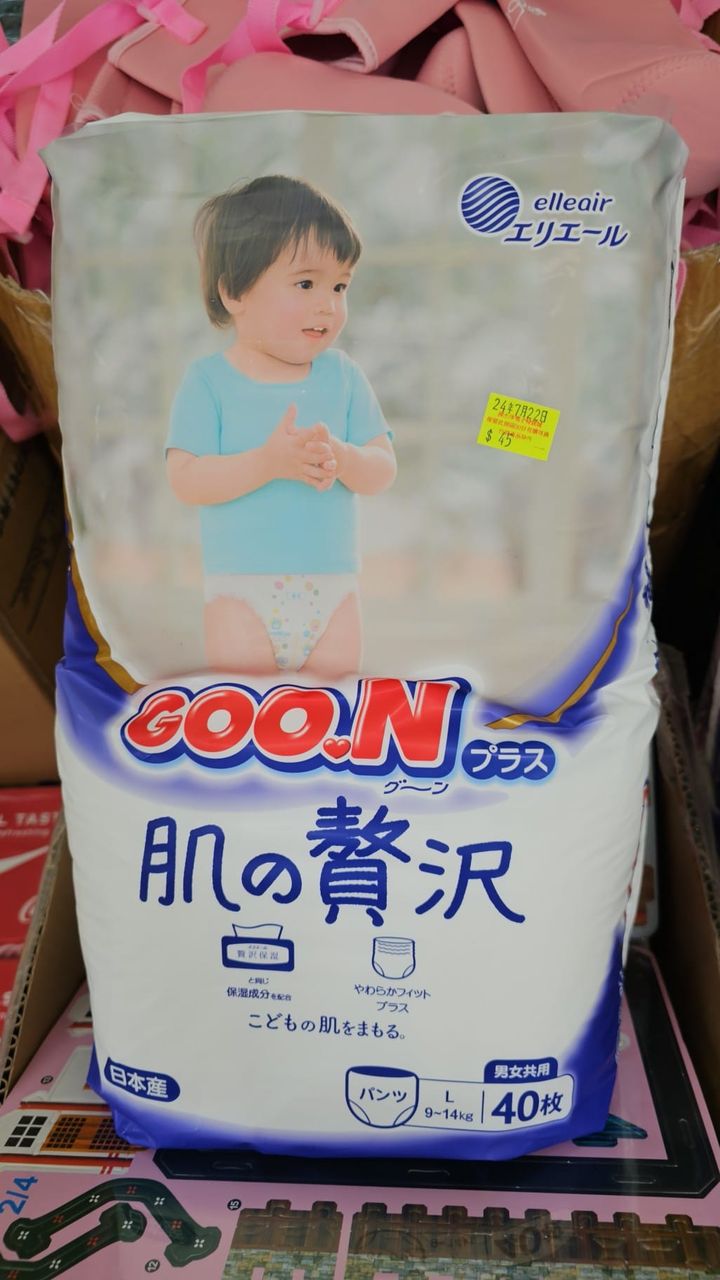 elleair
エリエール
24年7月22日
$ 45
GOO.N
プラス
グ〜ン
肌の贅沢
贅沢保湿
と同じ
保湿成分を配合
やわらかフィット
プラス
こどもの肌をまもる。
日本産
男女共用
パンツ
L
9~14kg
40枚
2/4